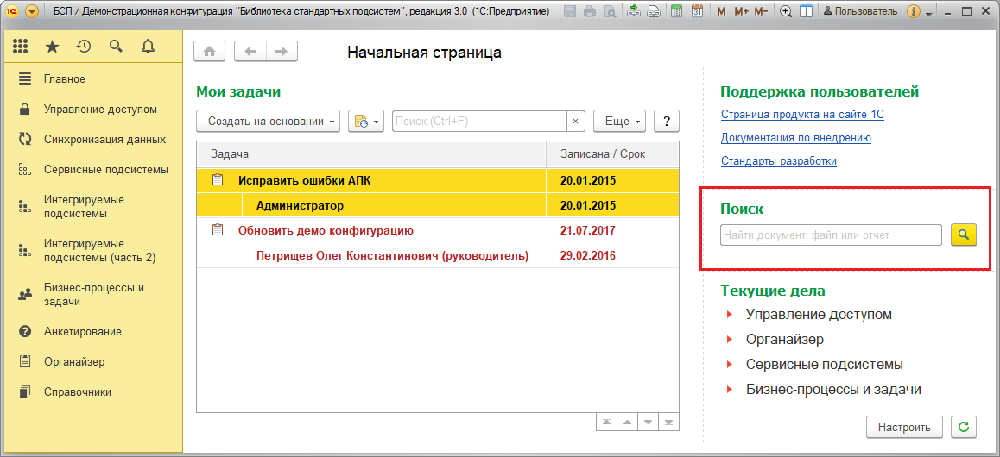 БСП / Демонстрационная конфигурация "Библиотека стандартных подсистем", редакция 3.0 (1С:Предприятие)
M M+ M- Пользователь
Начальная страница
Главное
Управление доступом
Синхронизация данных
Сервисные подсистемы
Интегрируемые
подсистемы
Интегрируемые
подсистемы (часть 2)
Бизнес-процессы и
задачи
Анкетирование
Органайзер
Справочники
Мои задачи
Создать на основании Поиск (Ctrl+F) × Еще ?
Задача Записана / Срок
Исправить ошибки АПК 20.01.2015
Администратор 20.01.2015
Обновить демо конфигурацию 21.07.2017
Петрищев Олег Константинович (руководитель) 29.02.2016
Поддержка пользователей
Страница продукта на сайте 1С
Документация по внедрению
Стандарты разработки
Поиск
Найти документ, файл или отчет
Текущие дела
Управление доступом
Органайзер
Сервисные подсистемы
Бизнес-процессы и задачи
Настроить